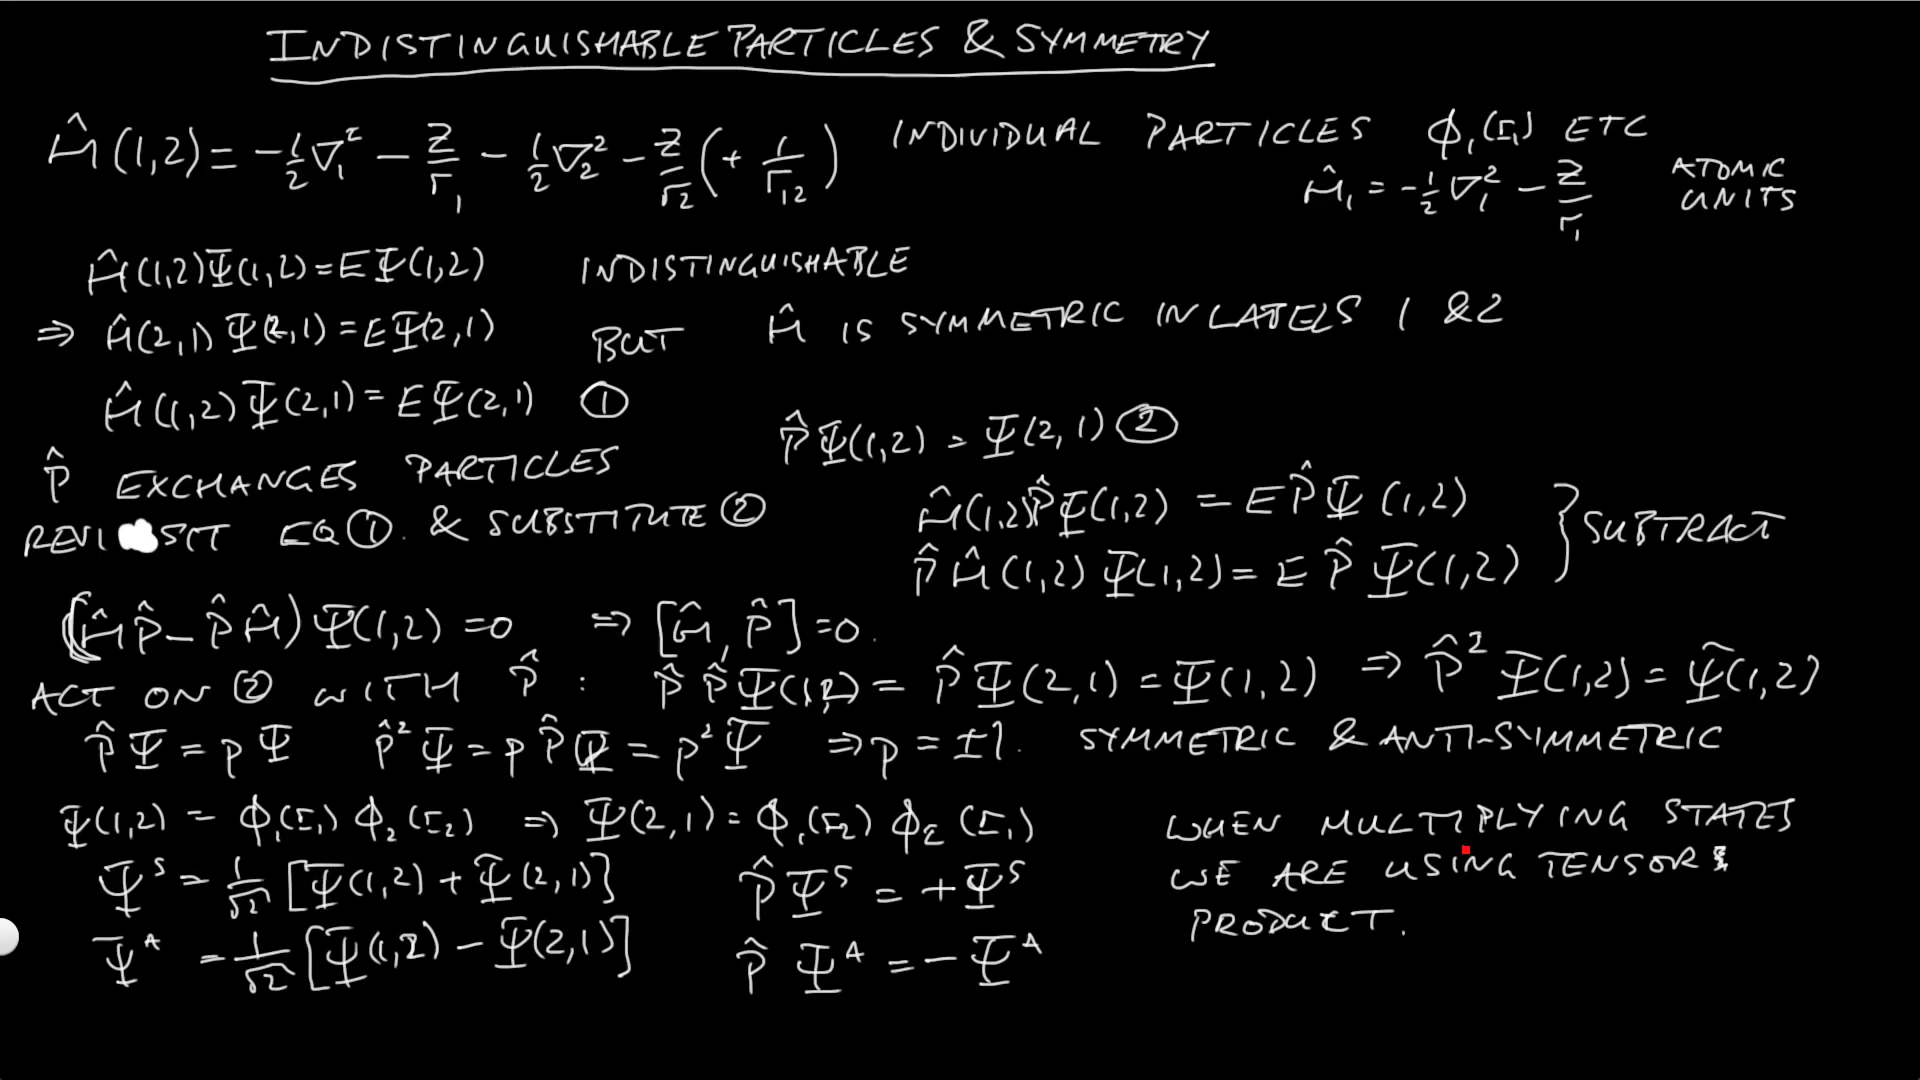 INDISTINGUISHABLE PARTICLES & SYMMETRY
Ĥ(1,2) = -½∇₁² - Z/r₁ - ½∇₂² - Z/r₂ (+ 1/r₁₂) INDIVIDUAL PARTICLES ϕ₁(r₁) ETC
Ĥ₁ = -½∇₁² - Z/r₁ ATOMIC UNITS
Ĥ(1,2)Ψ(1,2) = EΨ(1,2) INDISTINGUISHABLE
⇒ Ĥ(2,1)Ψ(2,1) = EΨ(2,1) BUT Ĥ IS SYMMETRIC IN LABELS 1 & 2
Ĥ(1,2)Ψ(2,1) = EΨ(2,1) ①
P̂ EXCHANGES PARTICLES P̂Ψ(1,2) = Ψ(2,1) ②
REVISIT EQ ①. & SUBSTITUTE ② Ĥ(1,2)P̂Ψ(1,2) = EP̂Ψ(1,2)
P̂Ĥ(1,2)Ψ(1,2) = EP̂Ψ(1,2) } SUBTRACT
(ĤP̂ - P̂Ĥ)Ψ(1,2) = 0 ⇒ [Ĥ, P̂] = 0.
ACT ON ② WITH P̂ : P̂P̂Ψ(1,2) = P̂Ψ(2,1) = Ψ(1,2) ⇒ P̂²Ψ(1,2) = Ψ(1,2)
P̂Ψ = pΨ P̂²Ψ = pP̂Ψ = p²Ψ ⇒ p = ±1. SYMMETRIC & ANTI-SYMMETRIC
Ψ(1,2) = ϕ₁(r₁)ϕ₂(r₂) ⇒ Ψ(2,1) = ϕ₁(r₂)ϕ₂(r₁)
Ψˢ = 1/√2 [Ψ(1,2) + Ψ(2,1)] P̂Ψˢ = +Ψˢ
Ψᴬ = 1/√2 [Ψ(1,2) - Ψ(2,1)] P̂Ψᴬ = -Ψᴬ
WHEN MULTIPLYING STATES
WE ARE USING TENSOR
PRODUCT.